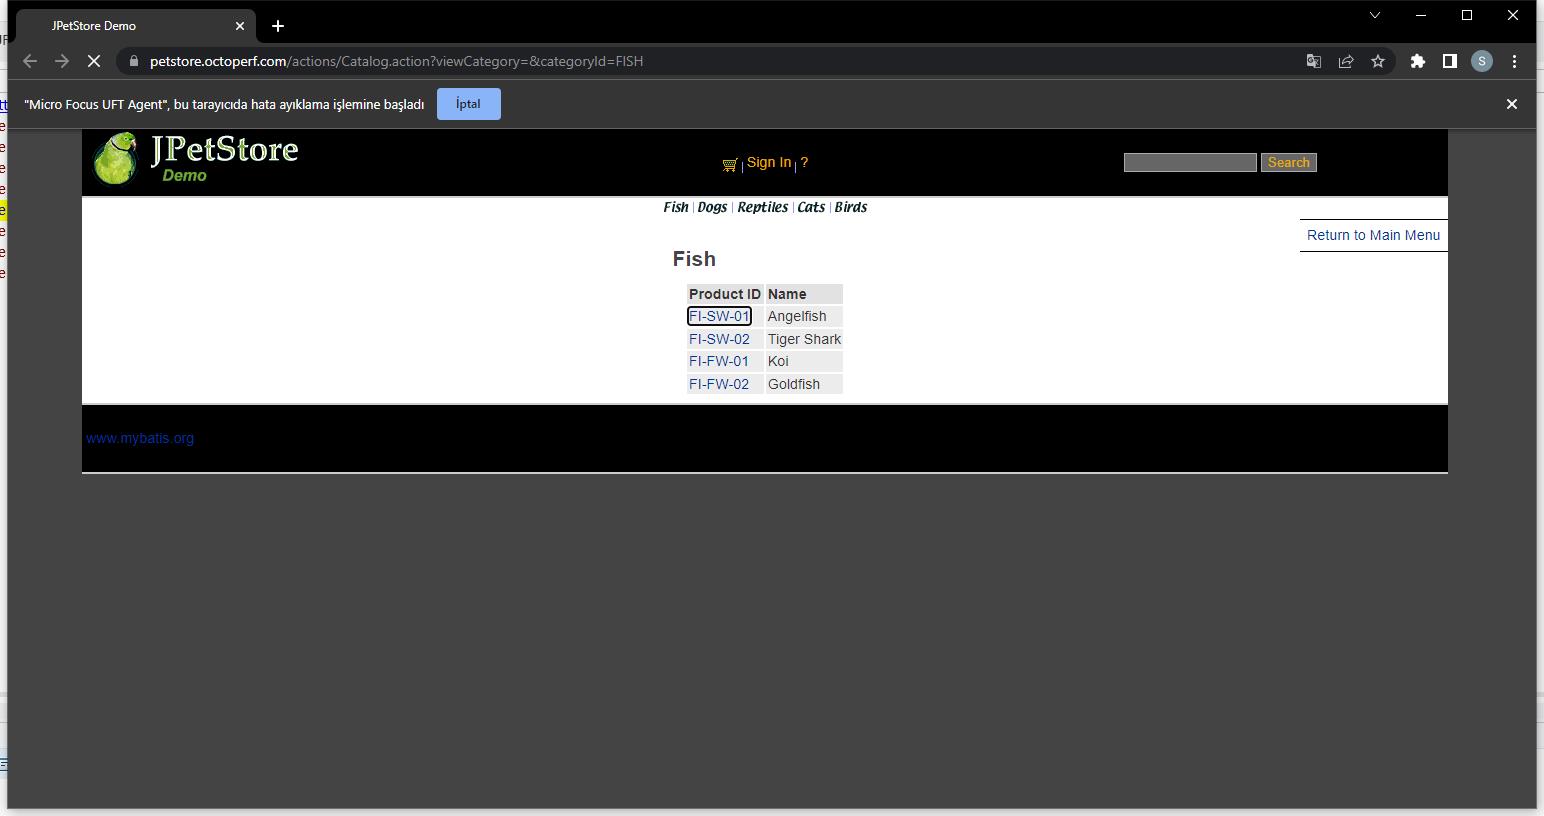 JPetStore Demo
petstore.octoperf.com/actions/Catalog.action?viewCategory=&categoryId=FISH
S
"Micro Focus UFT Agent", bu tarayıcıda hata ayıklama işlemine başladı İptal
JPetStore
Demo
Sign In | ?
Search
Fish | Dogs | Reptiles | Cats | Birds
Return to Main Menu
Fish
Product ID Name
FI-SW-01 Angelfish
FI-SW-02 Tiger Shark
FI-FW-01 Koi
FI-FW-02 Goldfish
www.mybatis.org